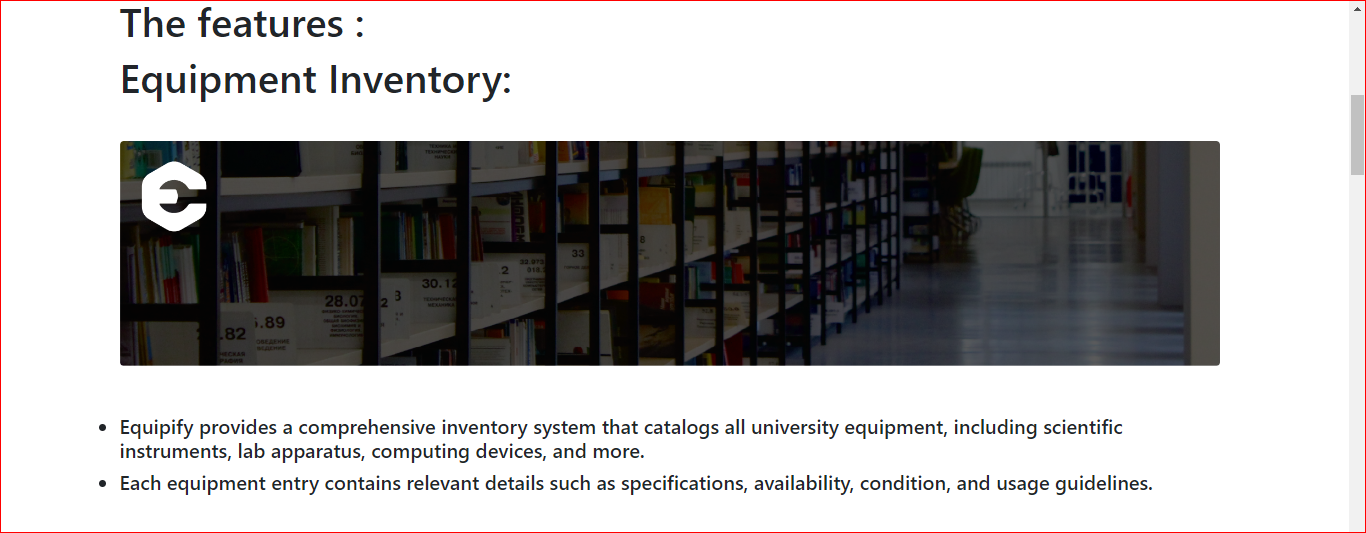 The features :
Equipment Inventory:
28.07
30.12
2
33
8
.82
.89
• Equipify provides a comprehensive inventory system that catalogs all university equipment, including scientific
instruments, lab apparatus, computing devices, and more.
• Each equipment entry contains relevant details such as specifications, availability, condition, and usage guidelines.